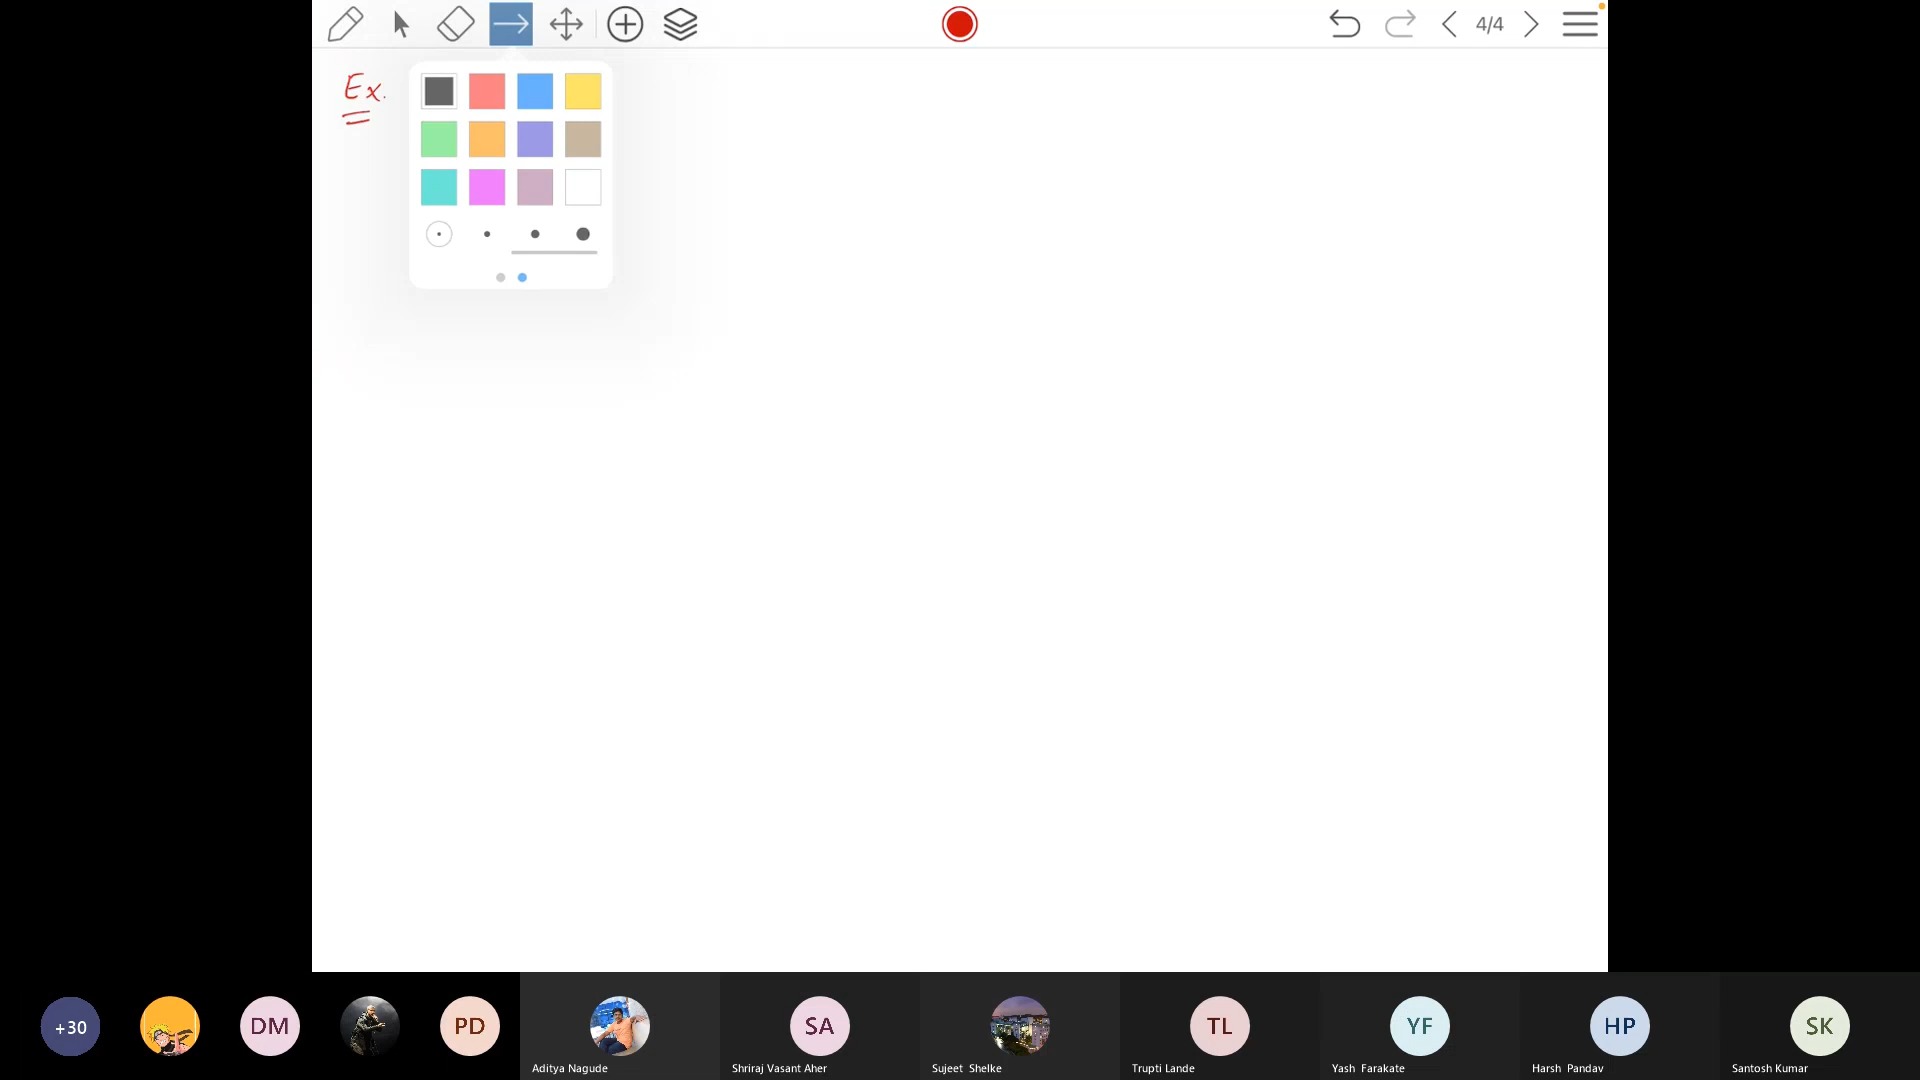 4/4
Ex.
+30
DM
PD
SA
TL
YF
HP
SK
Aditya Nagude
Shriraj Vasant Aher
Sujeet Shelke
Trupti Lande
Yash Farakate
Harsh Pandav
Santosh Kumar